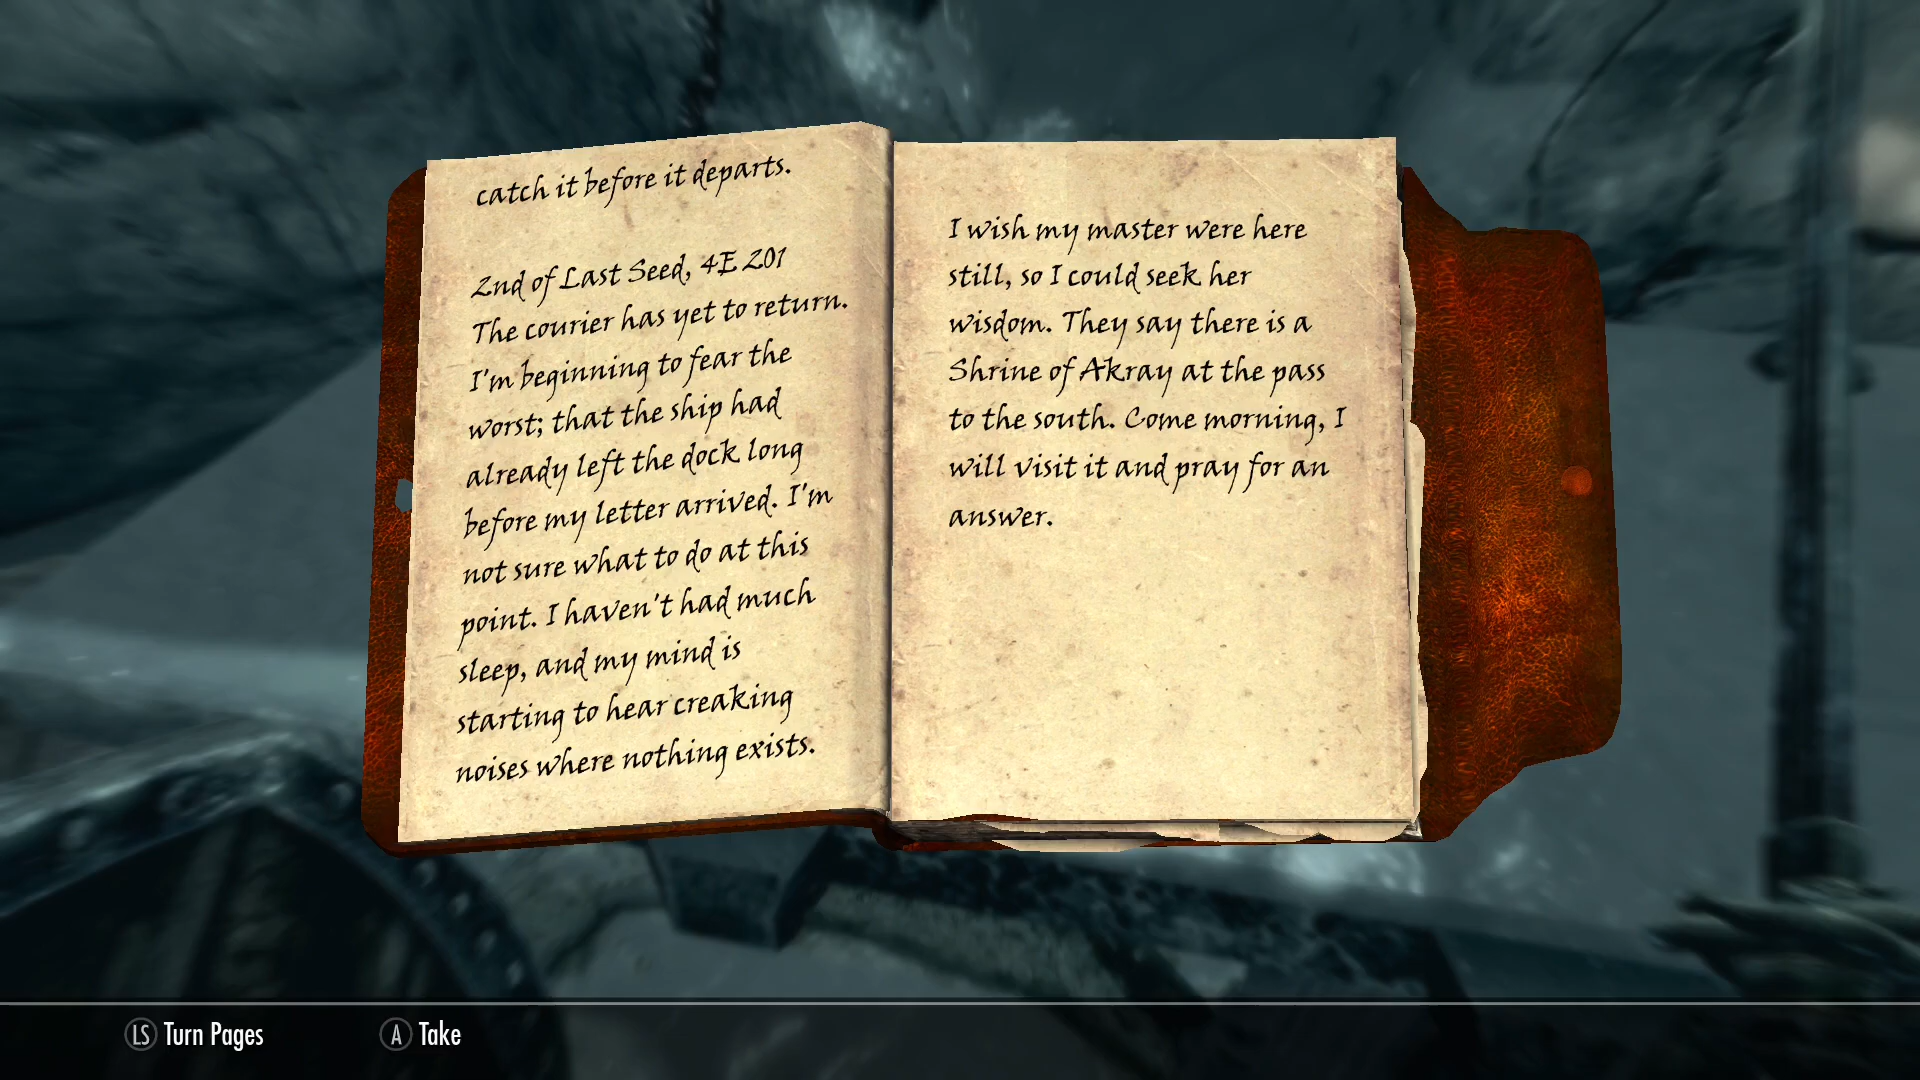 catch it before it departs.
2nd of Last Seed, 4E 201
The courier has yet to return.
I'm beginning to fear the
worst; that the ship had
already left the dock long
before my letter arrived. I'm
not sure what to do at this
point. I haven't had much
sleep, and my mind is
starting to hear creaking
noises where nothing exists.
I wish my master were here
still, so I could seek her
wisdom. They say there is a
Shrine of Akray at the pass
to the south. Come morning, I
will visit it and pray for an
answer.
LS Turn Pages
A Take